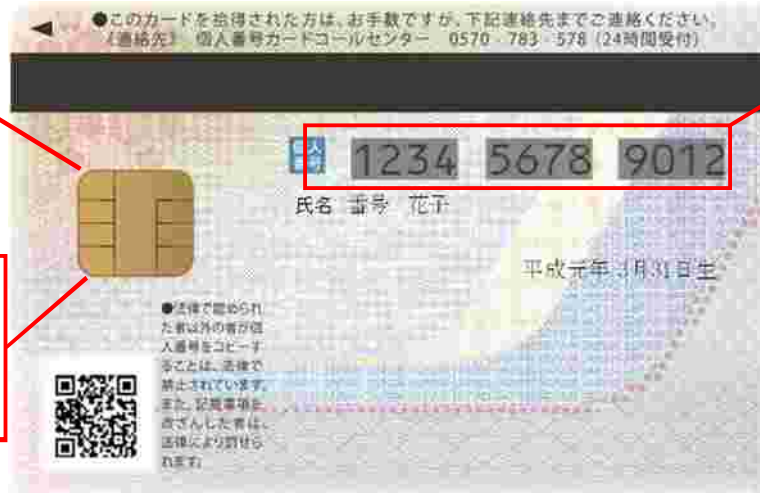 ●このカードを拾得された方は、お手数ですが、下記連絡先までご連絡ください。
《連絡先》 個人番号カードコールセンター 0570-783-578（24時間受付）
個人
番号
1234 5678 9012
氏名 番号 花子
平成元年 3月31日生
●法律で認められ
た者以外の者が個
人番号をコピーす
ることは、法律で
禁止されています。
また、記載事項を
改ざんした者は、
法律により罰せら
れます。